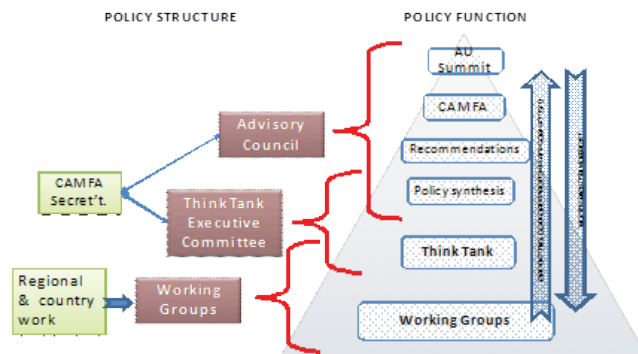 POLICY STRUCTURE
POLICY FUNCTION
AU
Summit
CAMFA
Advisory
Council
Recommendations
CAMFA
Secret't.
Policy synthesis
Think Tank
Executive
Committee
Think Tank
Regional
& country
work
Working
Groups
Working Groups